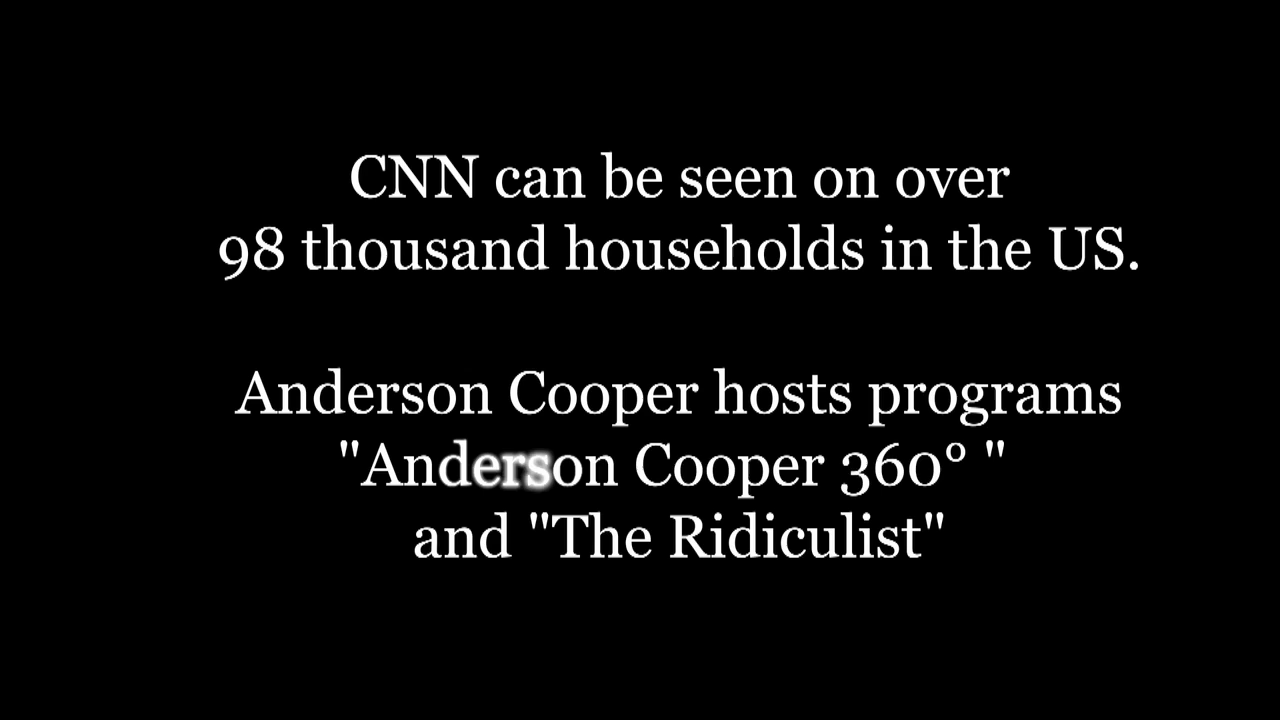 CNN can be seen on over
98 thousand households in the US.
Anderson Cooper hosts programs
"Anderson Cooper 360° "
and "The Ridiculist"